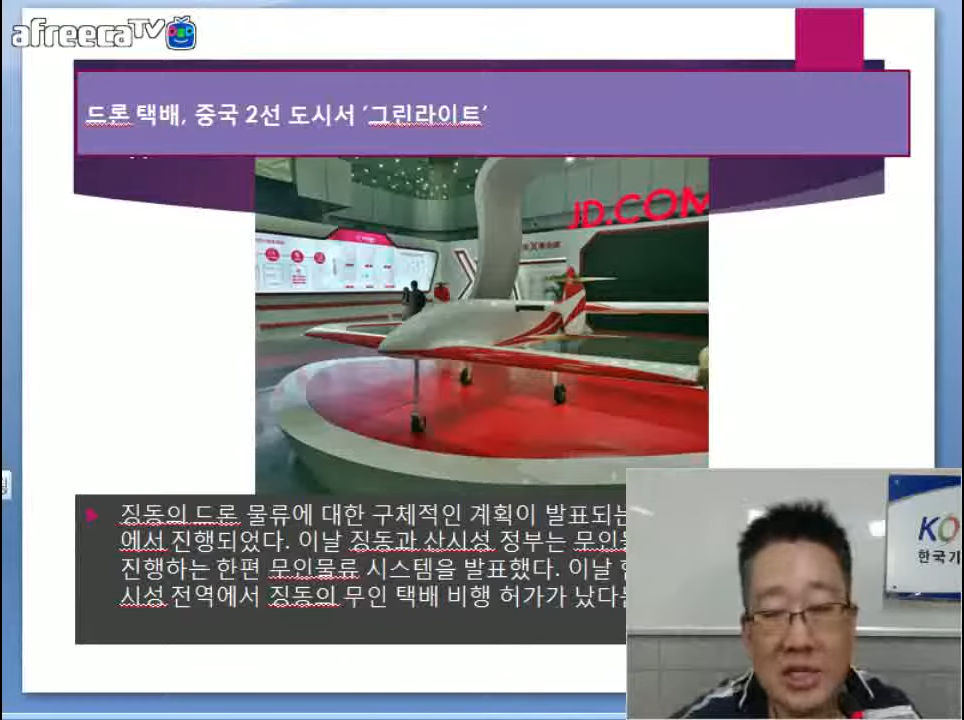 afreecaTV
드론 택배, 중국 2선 도시서 ‘그린라이트’
JD.COM
징동의 드론 물류에 대한 구체적인 계획이 발표되는
에서 진행되었다. 이날 징동과 산시성 정부는
진행하는 한편 무인물류 시스템을 발표했다. 이날
시성 전역에서 징동의 무인 택배 비행 허가가 났다는
KO
한국기